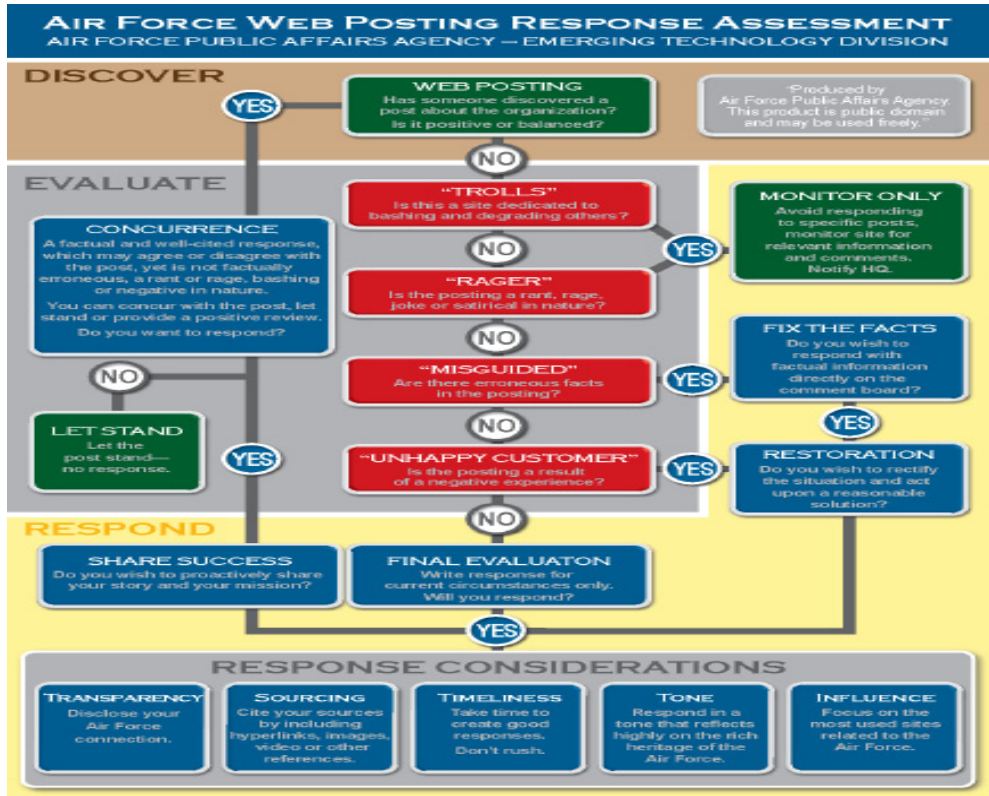 AIR FORCE WEB POSTING RESPONSE ASSESSMENT
AIR FORCE PUBLIC AFFAIRS AGENCY – EMERGING TECHNOLOGY DIVISION
DISCOVER
YES
WEB POSTING
Has someone discovered a
post about the organization?
Is it positive or balanced?
"Produced by
Air Force Public Affairs Agency.
This product is public domain
and may be used freely."
NO
EVALUATE
CONCURRENCE
A factual and well-cited response,
which may agree or disagree with
the post, yet is not factually
erroneous, a rant or rage, bashing
or negative in nature.
You can concur with the post, let
stand or provide a positive review.
Do you want to respond?
NO
LET STAND
Let the
post stand—
no response.
YES
"TROLLS"
Is this a site dedicated to
bashing and degrading others?
NO
YES
MONITOR ONLY
Avoid responding
to specific posts,
monitor site for
relevant information
and comments.
Notify HQ.
"RAGER"
Is the posting a rant, rage,
joke or satirical in nature?
NO
"MISGUIDED"
Are there erroneous facts
in the posting?
YES
FIX THE FACTS
Do you wish to
respond with
factual information
directly on the
comment board?
YES
NO
"UNHAPPY CUSTOMER"
Is the posting a result
of a negative experience?
YES
RESTORATION
Do you wish to rectify
the situation and act
upon a reasonable
solution?
NO
RESPOND
SHARE SUCCESS
Do you wish to proactively share
your story and your mission?
FINAL EVALUATON
Write response for
current circumstances only.
Will you respond?
YES
RESPONSE CONSIDERATIONS
TRANSPARENCY
Disclose your
Air Force
connection.
SOURCING
Cite your sources
by including
hyperlinks, images,
video or other
references.
TIMELINESS
Take time to
create good
responses.
Don't rush.
TONE
Respond in a
tone that reflects
highly on the rich
heritage of the
Air Force.
INFLUENCE
Focus on the
most used sites
related to the
Air Force.